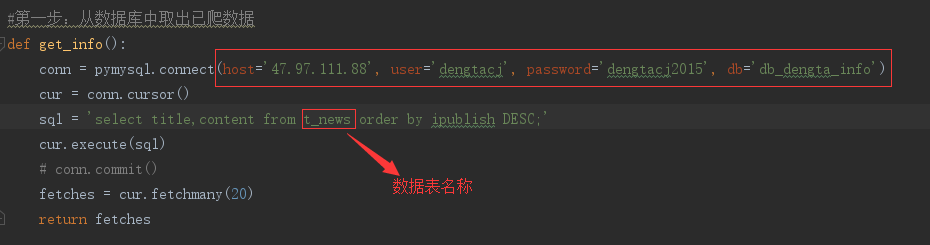 #第一步：从数据库中取出已爬数据
def get_info():
conn = pymysql.connect(host='47.97.111.88', user='dengtacj', password='dengtacj2015', db='db_dengta_info')
cur = conn.cursor()
sql = 'select title,content from t_news order by ipublish DESC;'
cur.execute(sql)
# conn.commit()
数据表名称
fetches = cur.fetchmany(20)
return fetches